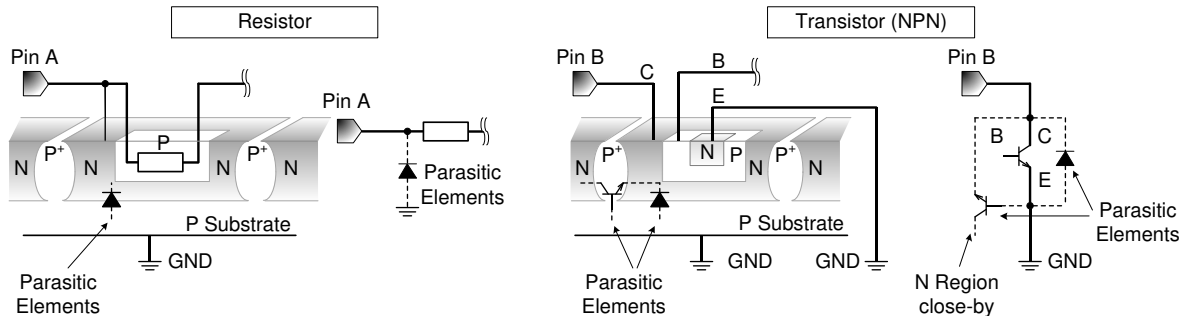 Resistor
Transistor (NPN)
Pin A
Pin A
N
P⁺
N
P
P⁺
N
Parasitic
Elements
P Substrate
GND
Parasitic
Elements
Pin B
C
B
E
N
P⁺
N
N
P
P⁺
N
P Substrate
GND
GND
Parasitic
Elements
Pin B
B
C
E
Parasitic
Elements
GND
N Region
close-by